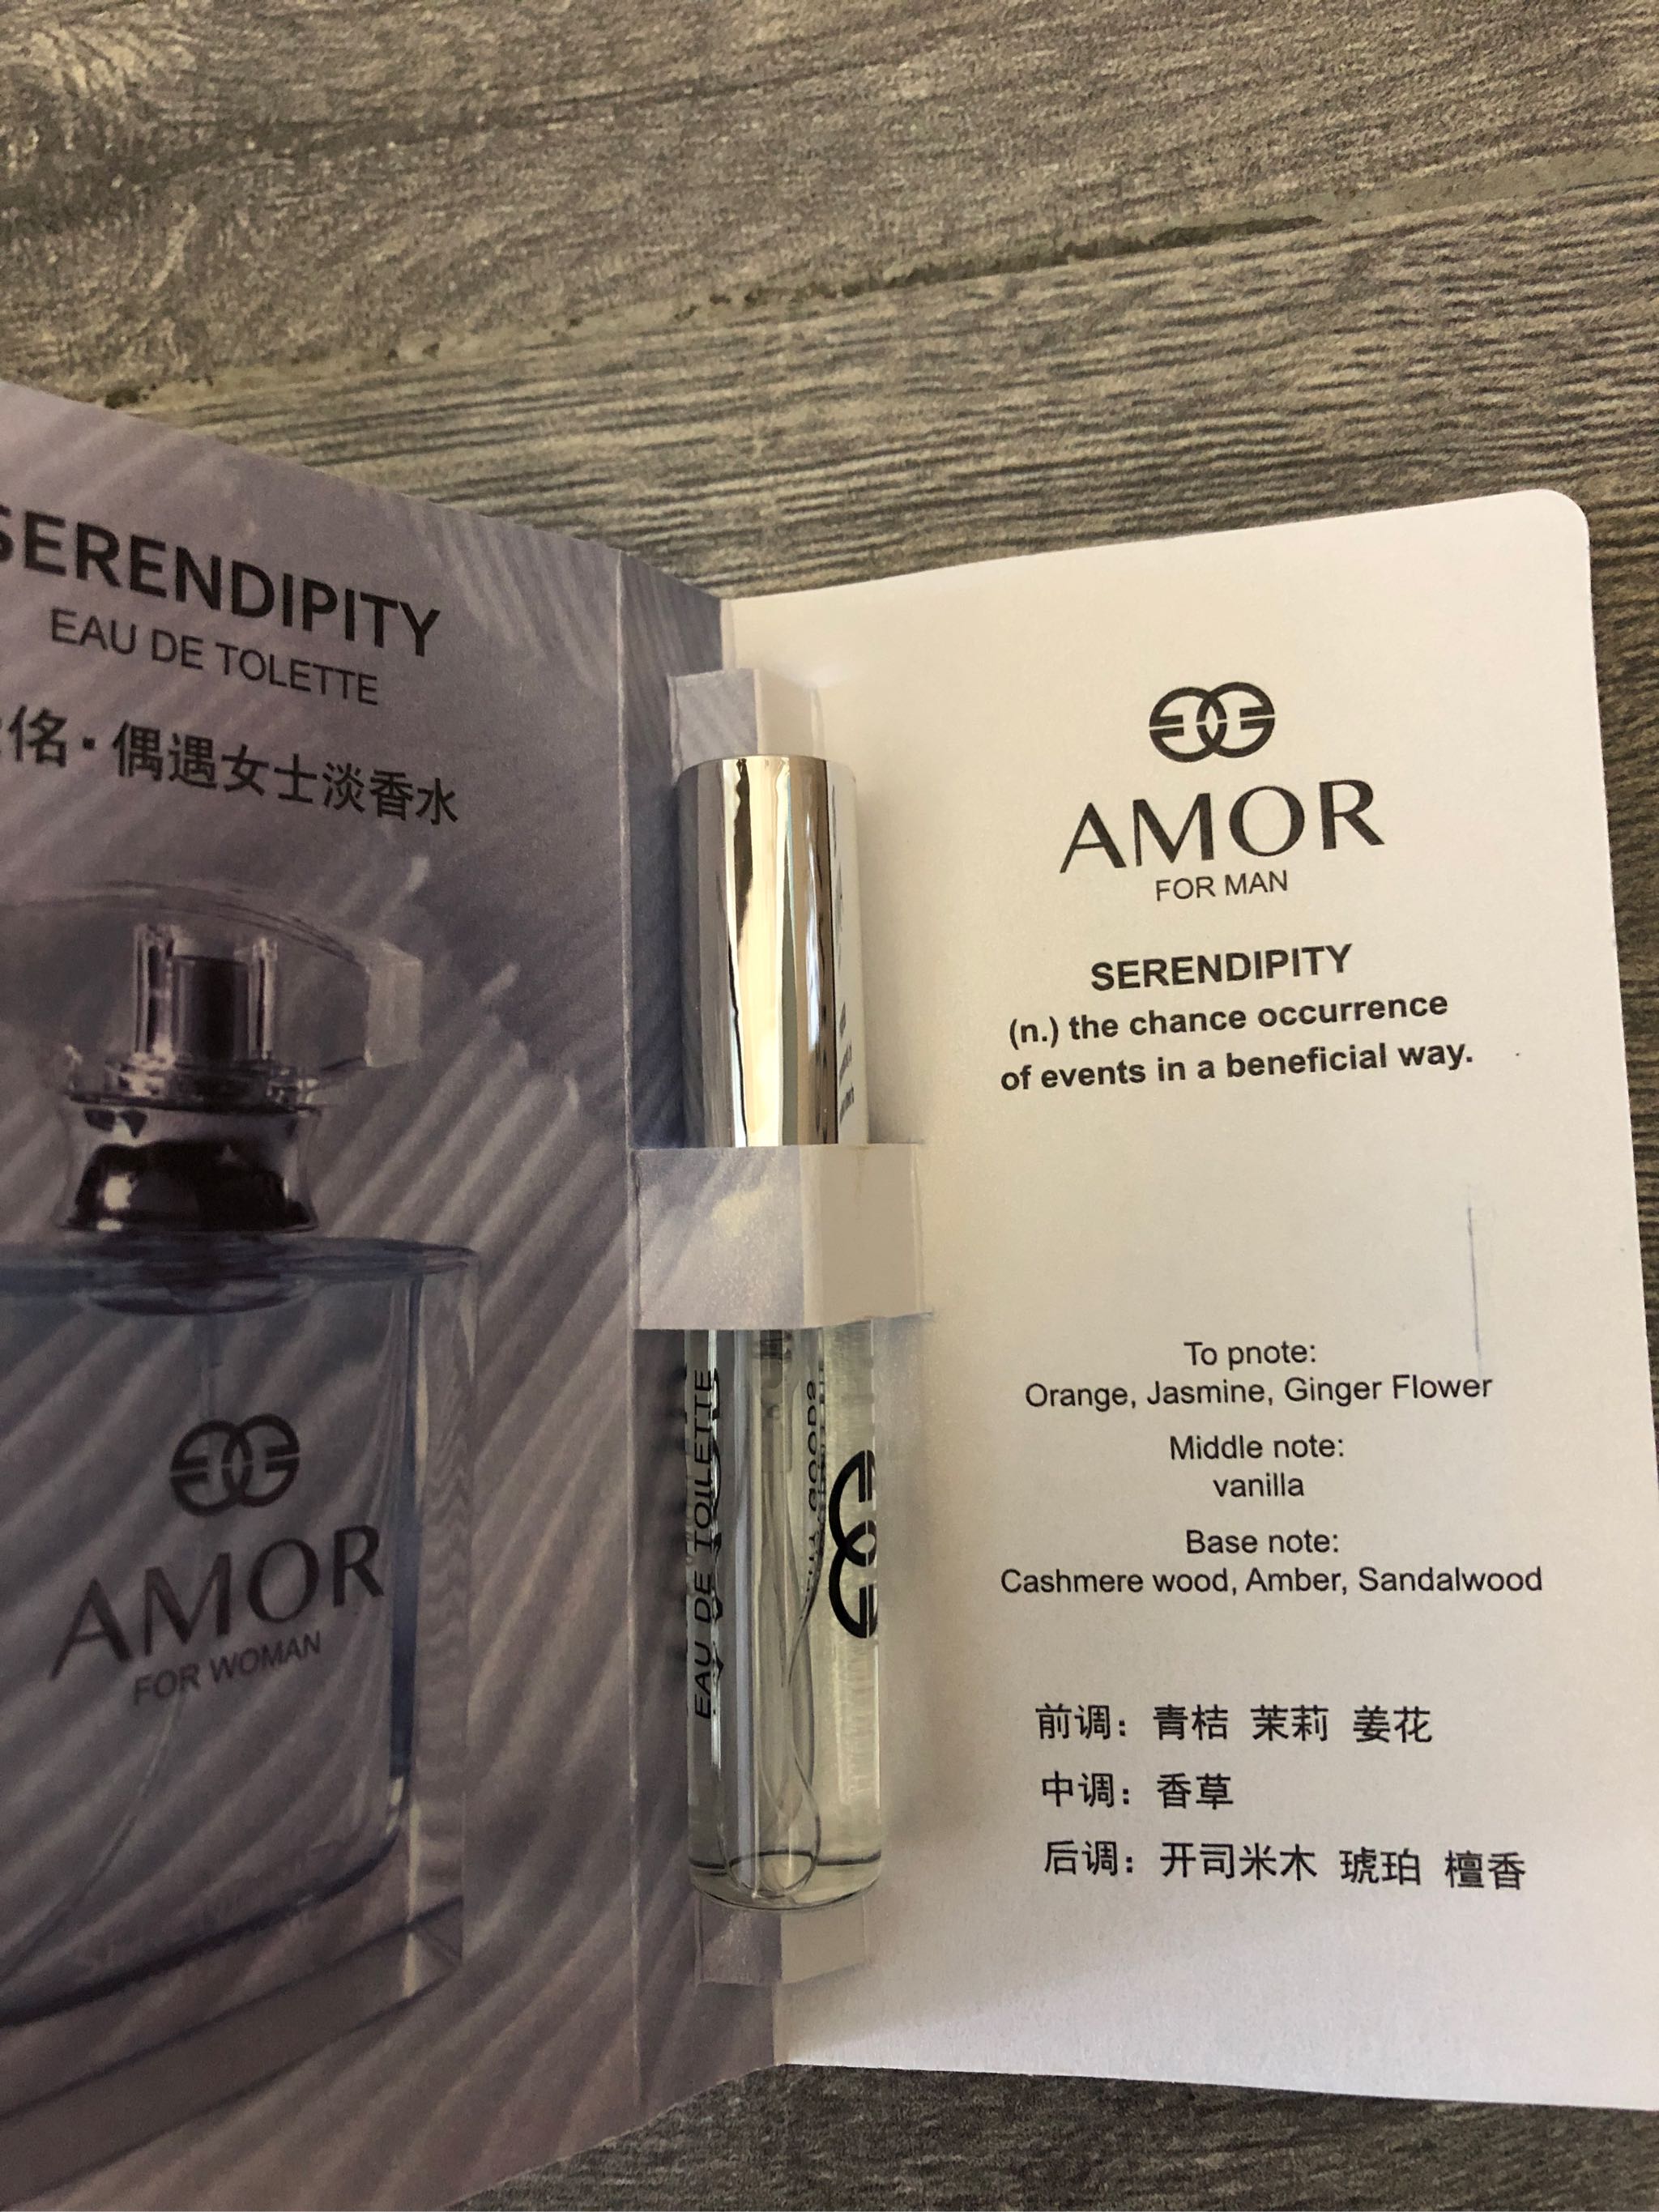 SERENDIPITY
EAU DE TOLETTE
佲·偶遇女士淡香水
AMOR
FOR WOMAN
EAU DE TOILETTE
AMOR
FOR MAN
SERENDIPITY
(n.) the chance occurrence
of events in a beneficial way.
To pnote:
Orange, Jasmine, Ginger Flower
Middle note:
vanilla
Base note:
Cashmere wood, Amber, Sandalwood
前调：青桔 茉莉 姜花
中调：香草
后调：开司米木 琥珀 檀香